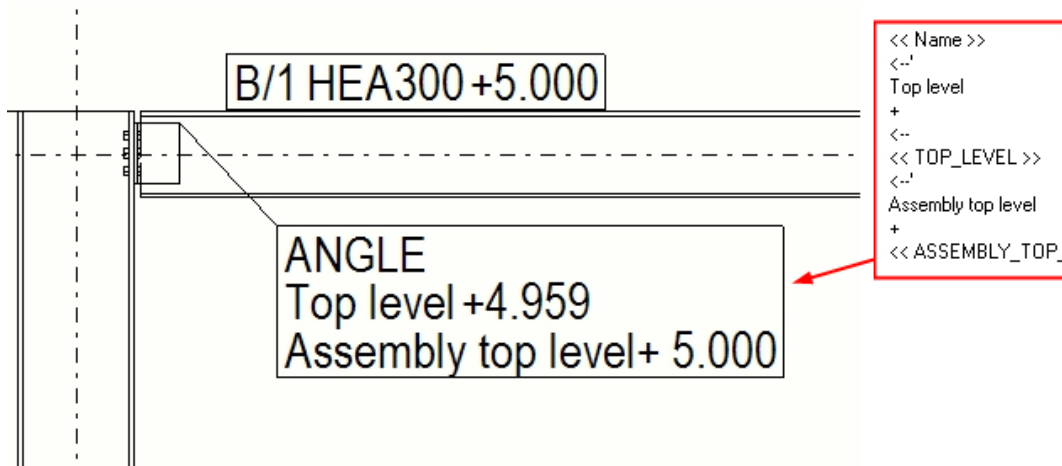 B/1 HEA300 +5.000
ANGLE
Top level +4.959
Assembly top level+ 5.000
<< Name >>
<--'
Top level
+
<--
<< TOP_LEVEL >>
<--'
Assembly top level
+
<< ASSEMBLY_TOP_